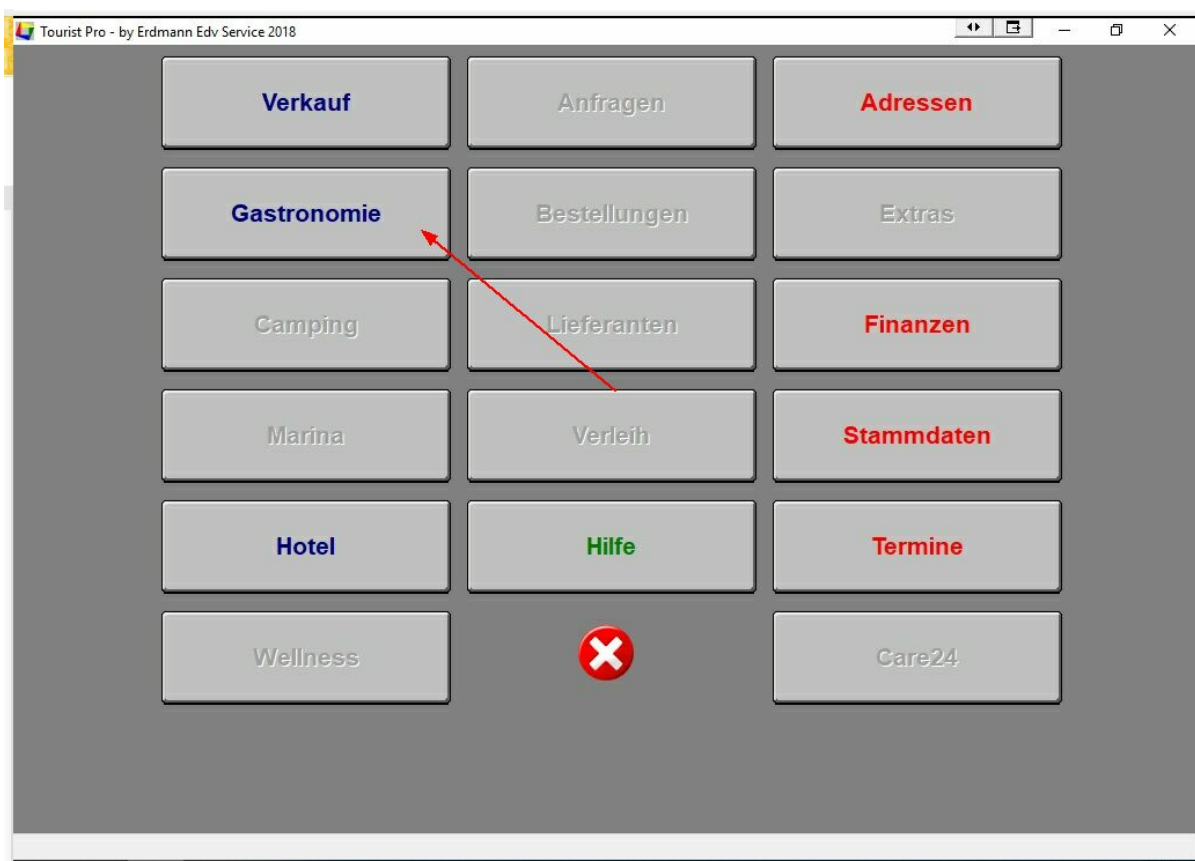 Tourist Pro - by Erdmann Edv Service 2018
Verkauf
Anfragen
Adressen
Gastronomie
Bestellungen
Extras
Camping
Lieferanten
Finanzen
Marina
Verleih
Stammdaten
Hotel
Hilfe
Termine
Wellness
Care24